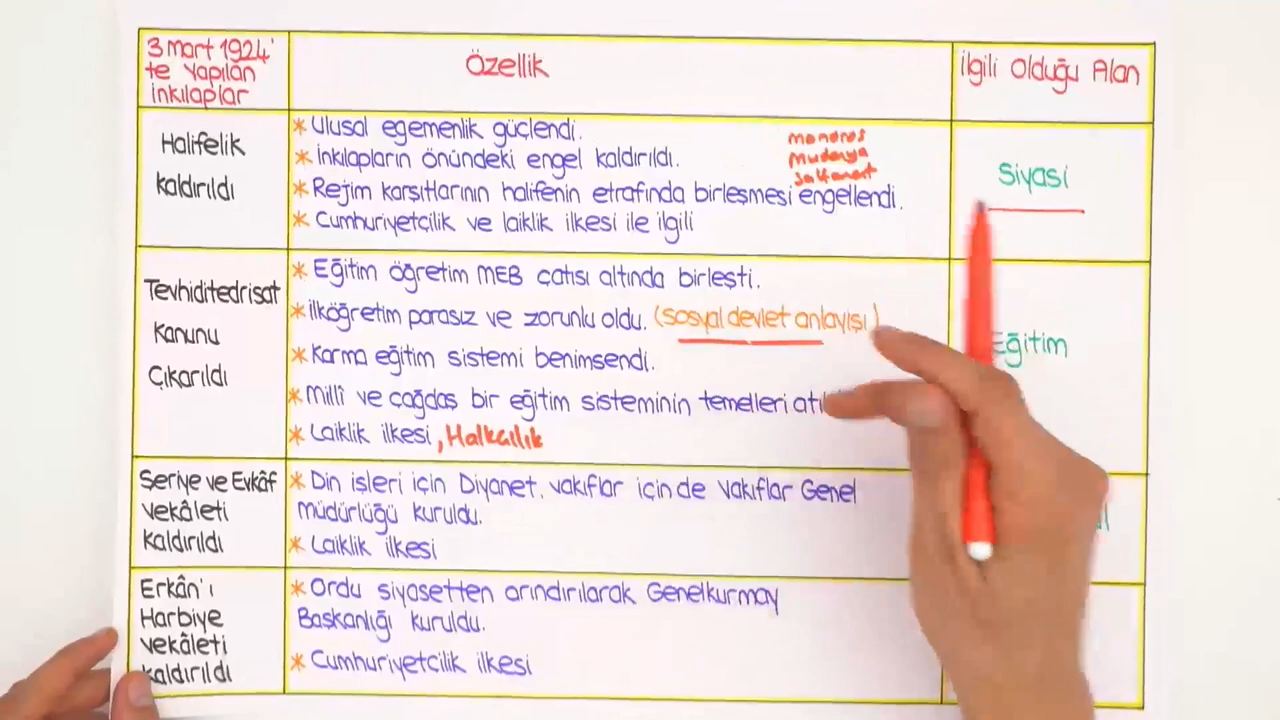 3 Mart 1924'
te Yapılan
inkılaplar
Özellik
İlgili Olduğu Alan
Halifelik
kaldırıldı
* Ulusal egemenlik güçlendi.
* İnkılapların önündeki engel kaldırıldı.
* Rejim karşıtlarının halifenin etrafında birleşmesi engellendi.
* Cumhuriyetçilik ve laiklik ilkesi ile ilgili
mondros
mudanya
saltanat
Siyasi
Tevhiditedrisat
Kanunu
Çıkarıldı
* Eğitim öğretim MEB çatısı altında birleşti.
* İlköğretim parasız ve zorunlu oldu. (sosyal devlet anlayışı)
* Karma eğitim sistemi benimsendi.
* Millî ve çağdaş bir eğitim sisteminin temelleri
* Laiklik ilkesi, Halkçılık
Eğitim
Şeriye ve Evkâf
vekâleti
kaldırıldı
* Din işleri için Diyanet, vakıflar için de Vakıflar Genel
müdürlüğü kuruldu.
* Laiklik ilkesi
Erkân'ı
Harbiye
vekâleti
kaldırıldı
* Ordu siyasetten arındırılarak Genelkurmay
Başkanlığı kuruldu.
* Cumhuriyetçilik ilkesi